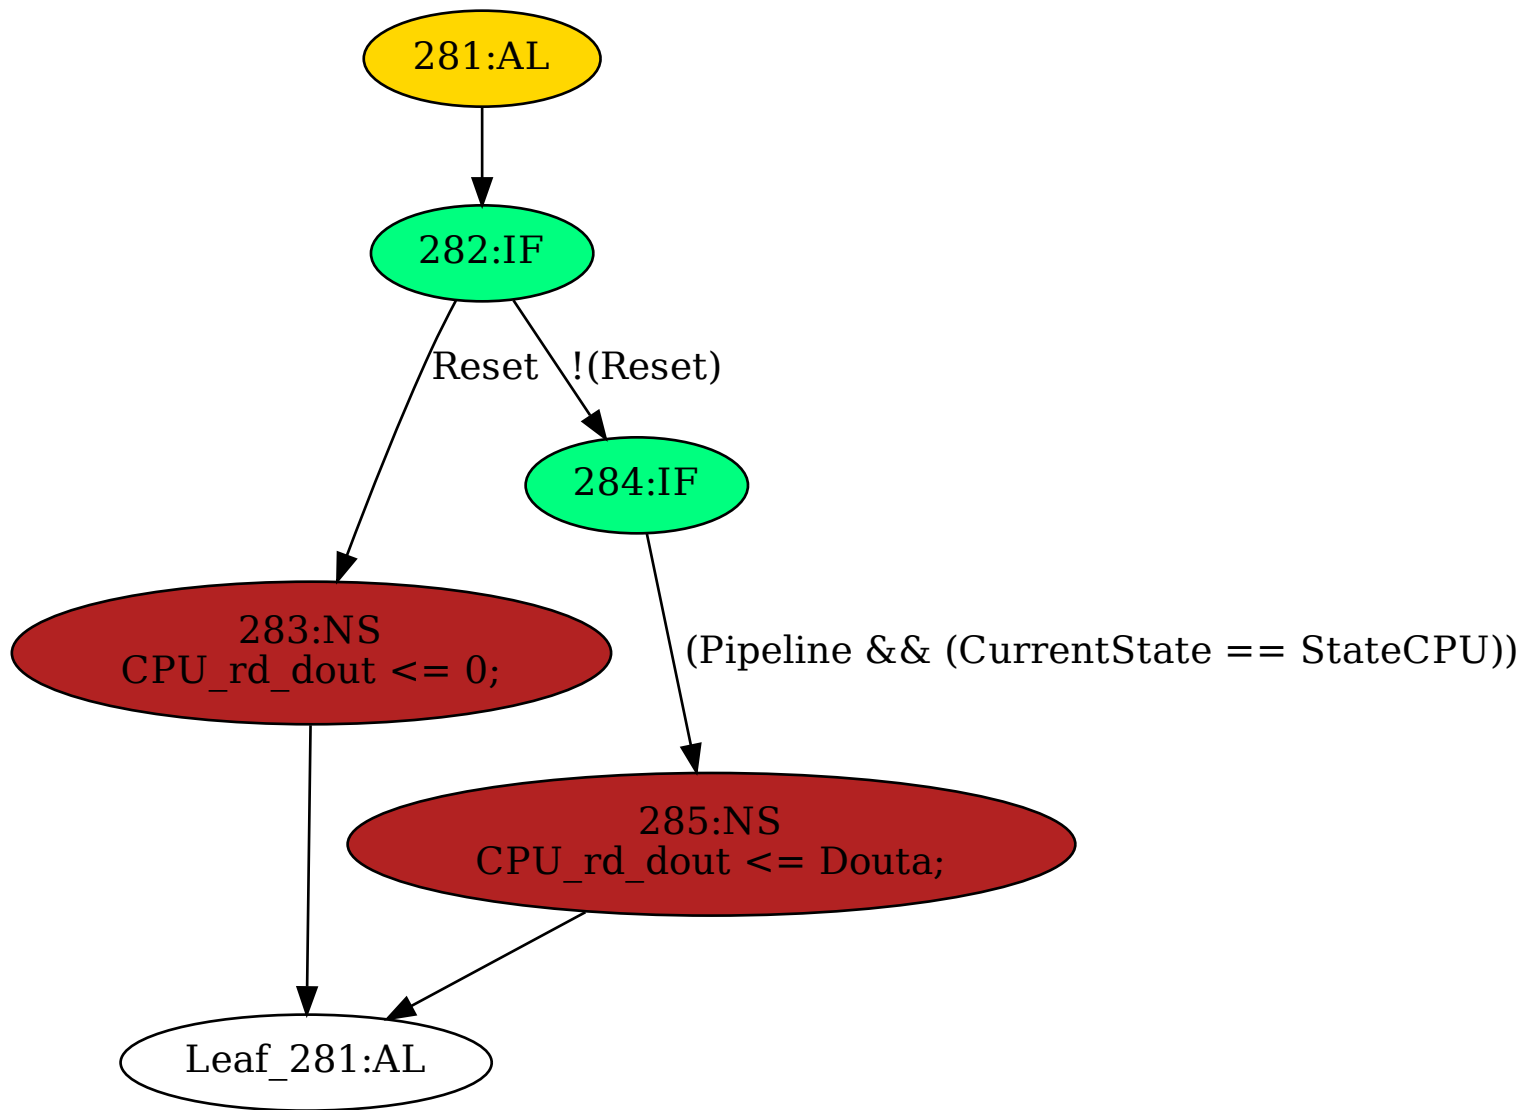 281:AL
282:IF
Reset
!(Reset)
284:IF
283:NS
CPU_rd_dout <= 0;
(Pipeline && (CurrentState == StateCPU))
285:NS
CPU_rd_dout <= Douta;
Leaf_281:AL